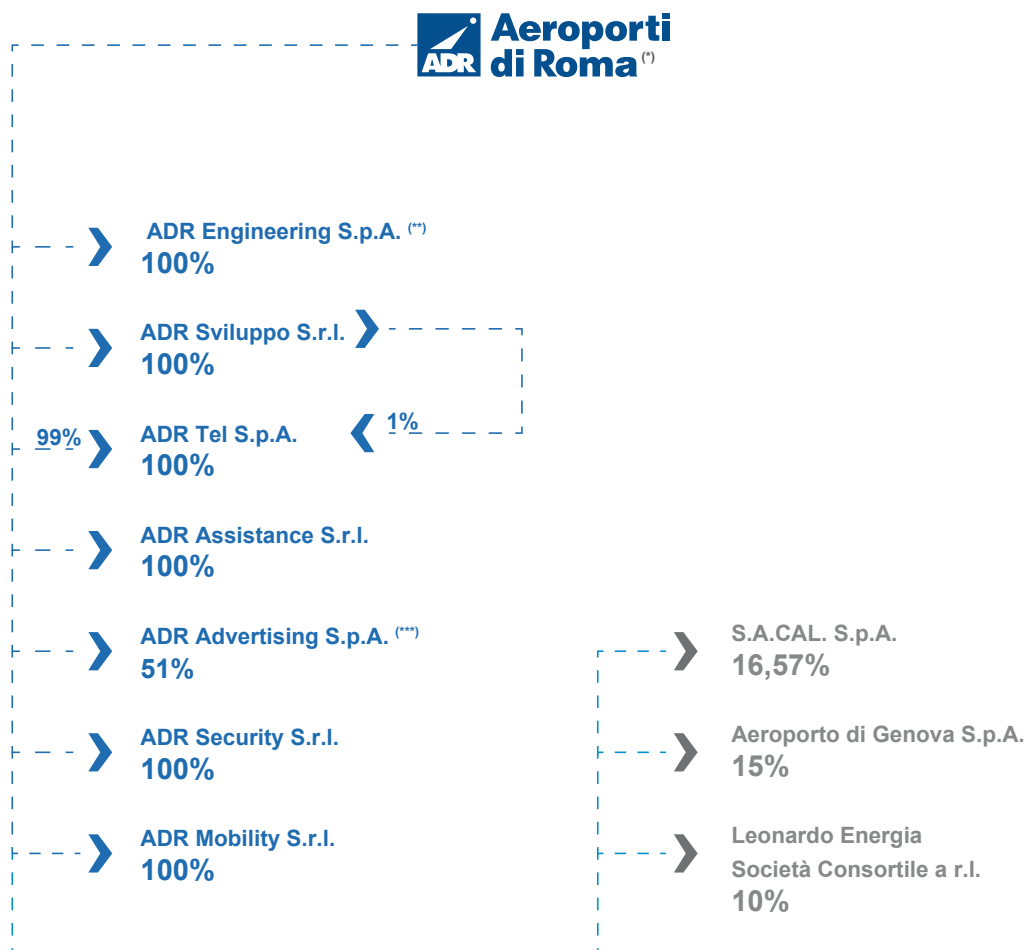 ADR
Aeroporti
di Roma (*)
ADR Engineering S.p.A. (**)
100%
ADR Sviluppo S.r.l.
100%
99%
ADR Tel S.p.A.
1%
100%
ADR Assistance S.r.l.
100%
ADR Advertising S.p.A. (***)
51%
ADR Security S.r.l.
100%
ADR Mobility S.r.l.
100%
S.A.CAL. S.p.A.
16,57%
Aeroporto di Genova S.p.A.
15%
Leonardo Energia
Società Consortile a r.l.
10%